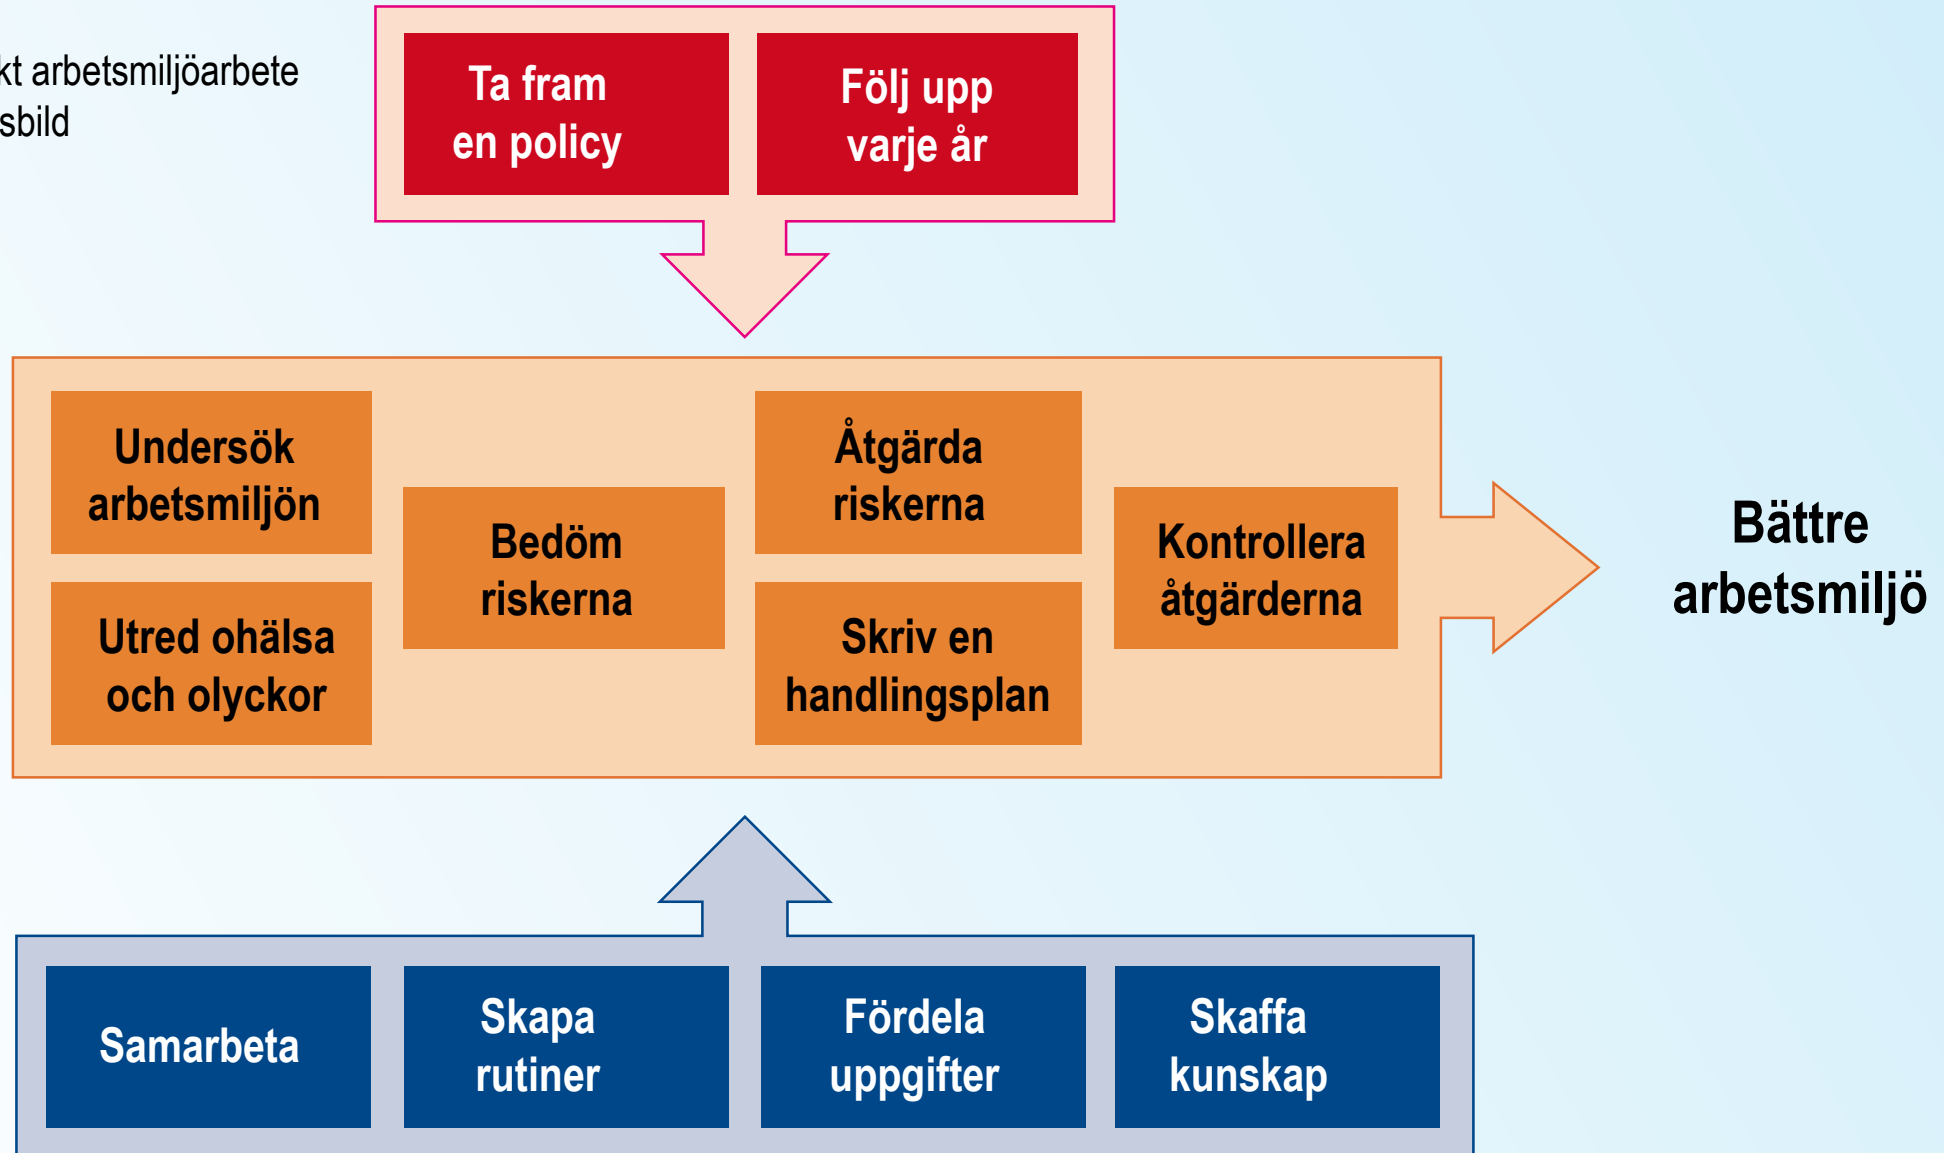 kt arbetsmiljöarbete
sbild
Ta fram
en policy
Följ upp
varje år
Undersök
arbetsmiljön
Utred ohälsa
och olyckor
Bedöm
riskerna
Åtgärda
riskerna
Skriv en
handlingsplan
Kontrollera
åtgärderna
Bättre
arbetsmiljö
Samarbeta
Skapa
rutiner
Fördela
uppgifter
Skaffa
kunskap